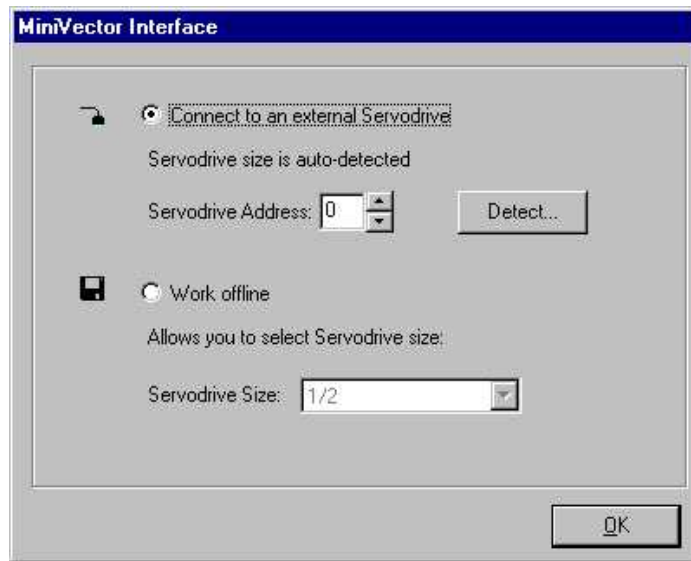 MiniVector Interface
Connect to an external Servodrive
Servodrive size is auto-detected
Servodrive Address: 0 Detect...
Work offline
Allows you to select Servodrive size:
Servodrive Size: 1/2
OK